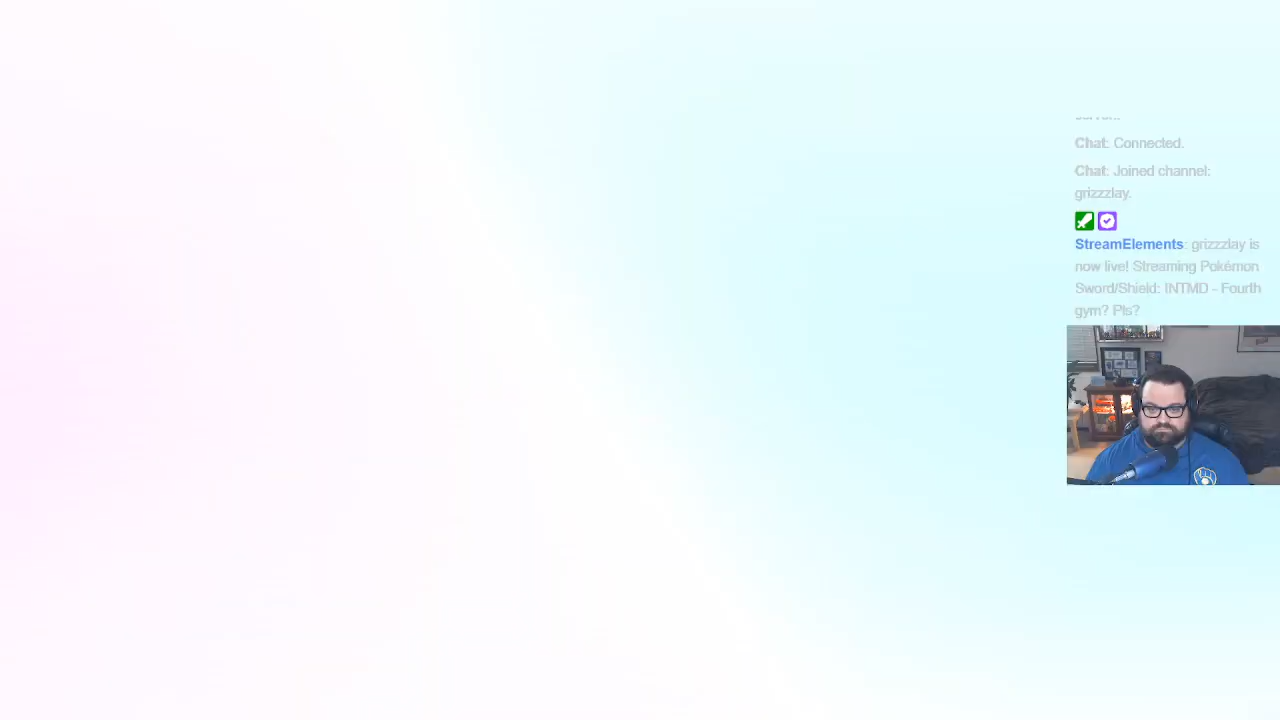 Chat: Connected.
Chat: Joined channel:
grizzzlay.
StreamElements: grizzzlay is
now live! Streaming Pokémon
Sword/Shield: INTMD - Fourth
gym? Pls?